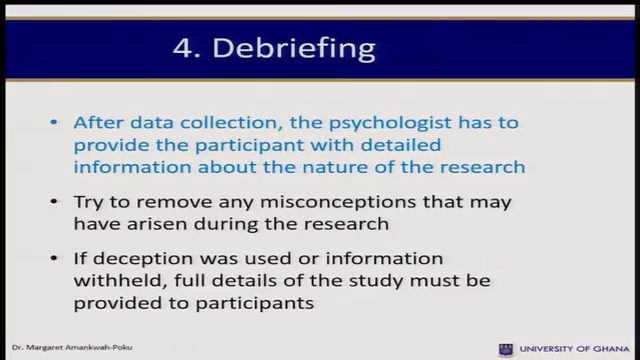 4. Debriefing
• After data collection, the psychologist has to
provide the participant with detailed
information about the nature of the research
• Try to remove any misconceptions that may
have arisen during the research
• If deception was used or information
withheld, full details of the study must be
provided to participants
Dr. Margaret Amankwah-Poku
UNIVERSITY OF GHANA